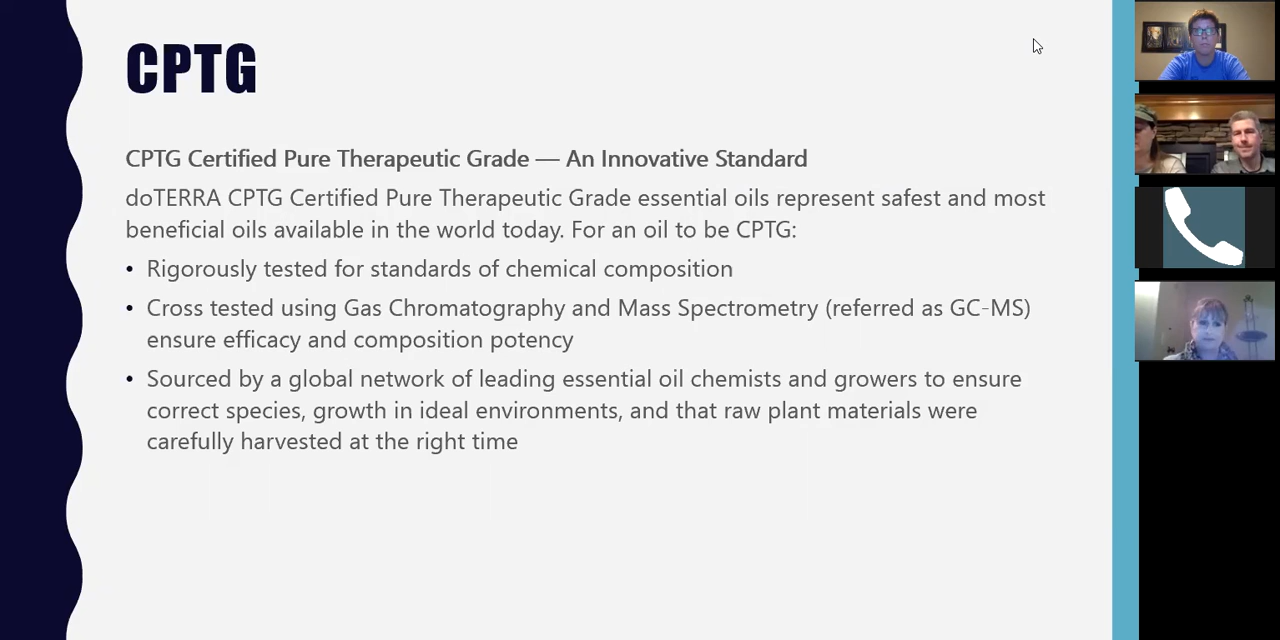 CPTG
CPTG Certified Pure Therapeutic Grade — An Innovative Standard
doTERRA CPTG Certified Pure Therapeutic Grade essential oils represent safest and most
beneficial oils available in the world today. For an oil to be CPTG:
• Rigorously tested for standards of chemical composition
• Cross tested using Gas Chromatography and Mass Spectrometry (referred as GC-MS)
ensure efficacy and composition potency
• Sourced by a global network of leading essential oil chemists and growers to ensure
correct species, growth in ideal environments, and that raw plant materials were
carefully harvested at the right time